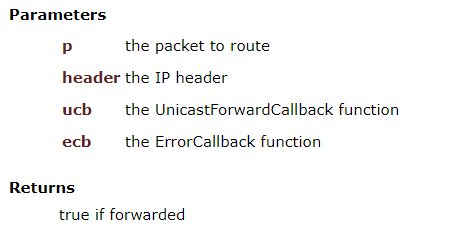 Parameters
p the packet to route
header the IP header
ucb the UnicastForwardCallback function
ecb the ErrorCallback function
Returns
true if forwarded